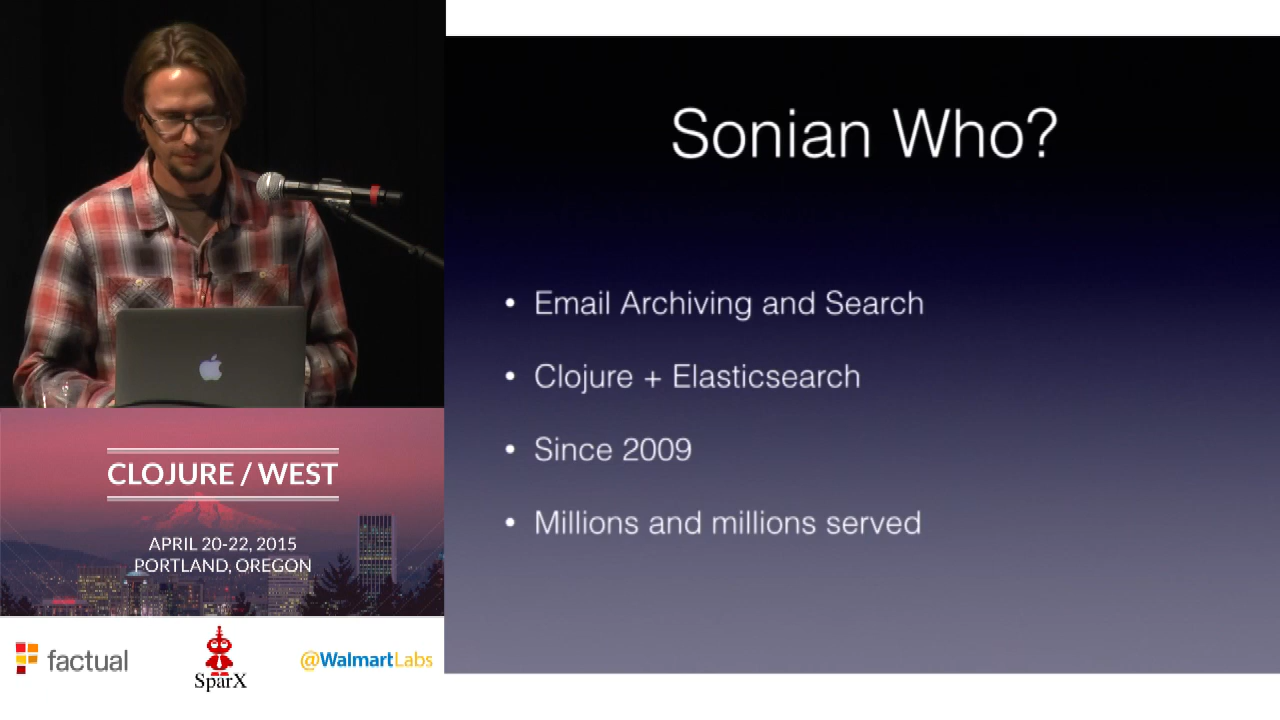 Sonian Who?
• Email Archiving and Search
• Clojure + Elasticsearch
• Since 2009
• Millions and millions served
CLOJURE / WEST
APRIL 20-22, 2015
PORTLAND, OREGON
factual
SparX
@WalmartLabs